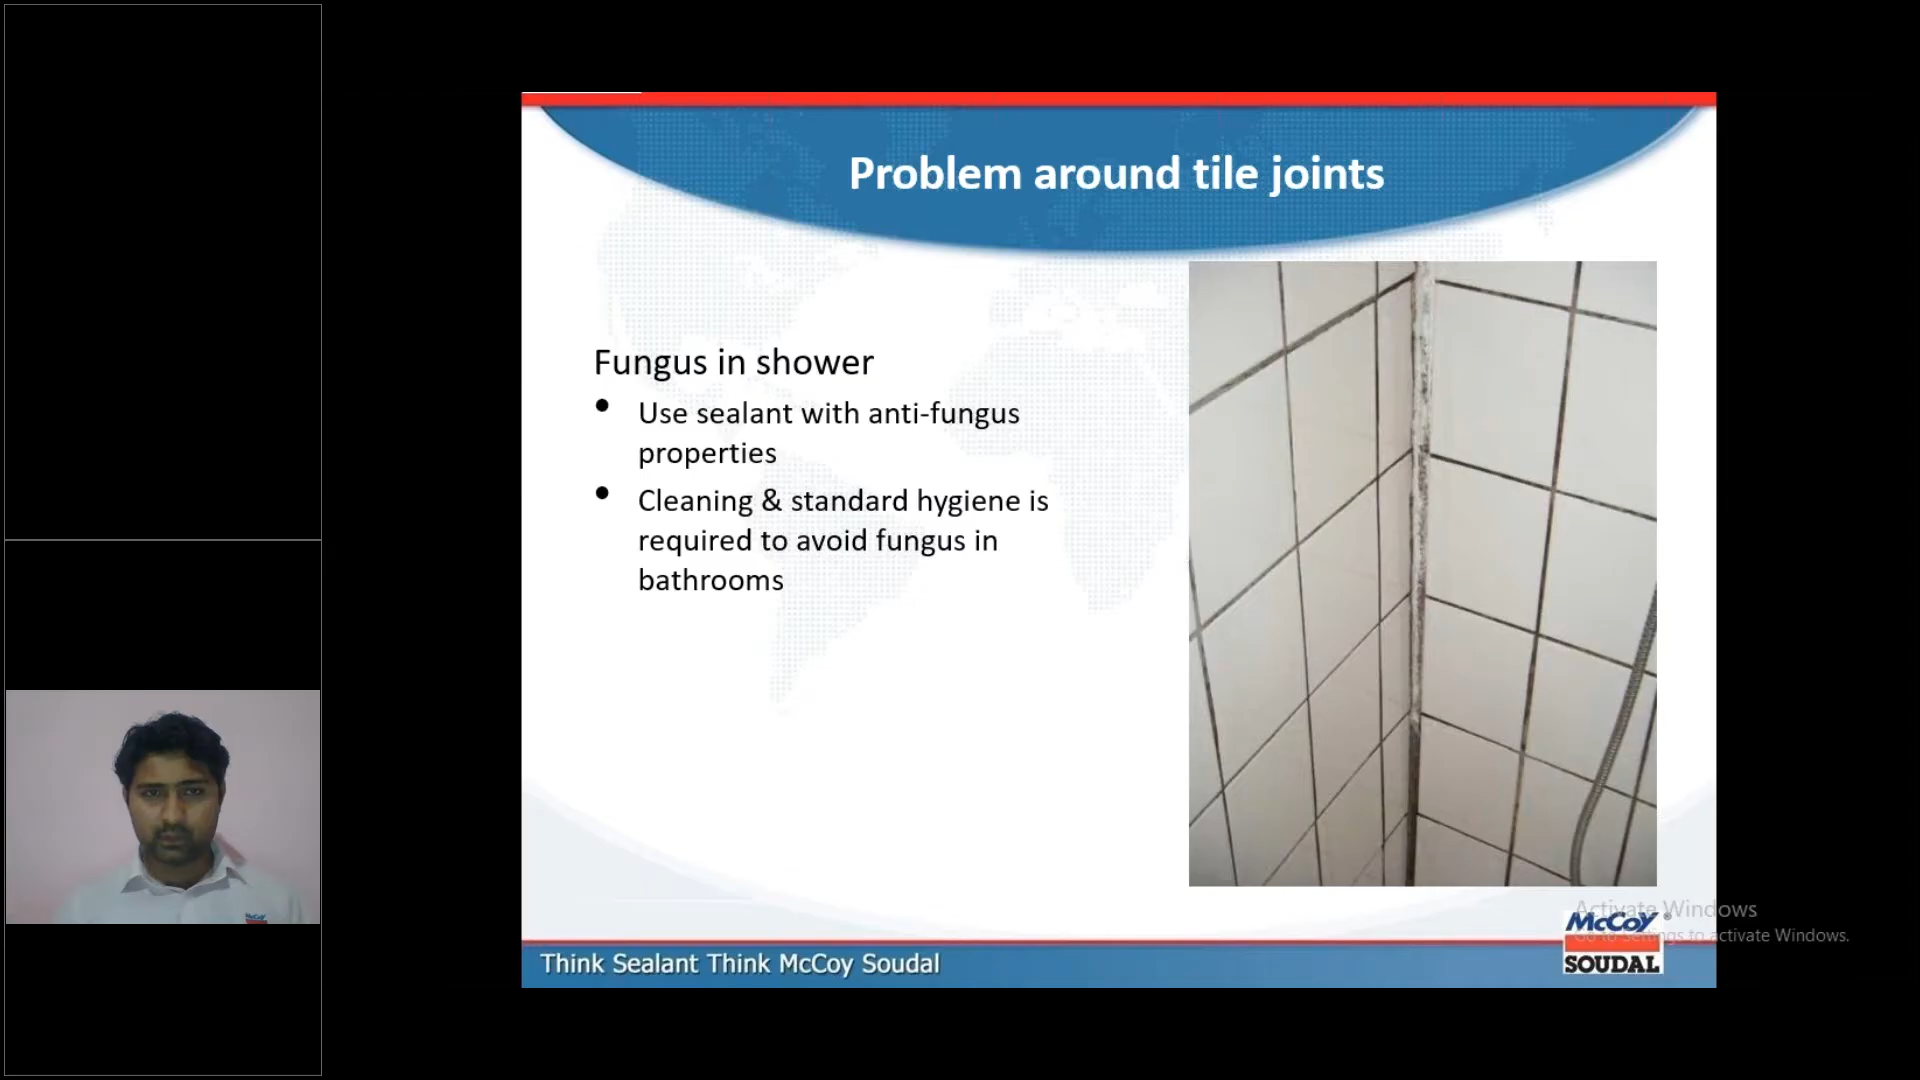 Problem around tile joints
Fungus in shower
• Use sealant with anti-fungus
properties
• Cleaning & standard hygiene is
required to avoid fungus in
bathrooms
Activate Windows
Go to Settings to activate Windows.
McCoy®
SOUDAL
Think Sealant Think McCoy Soudal
McCoy